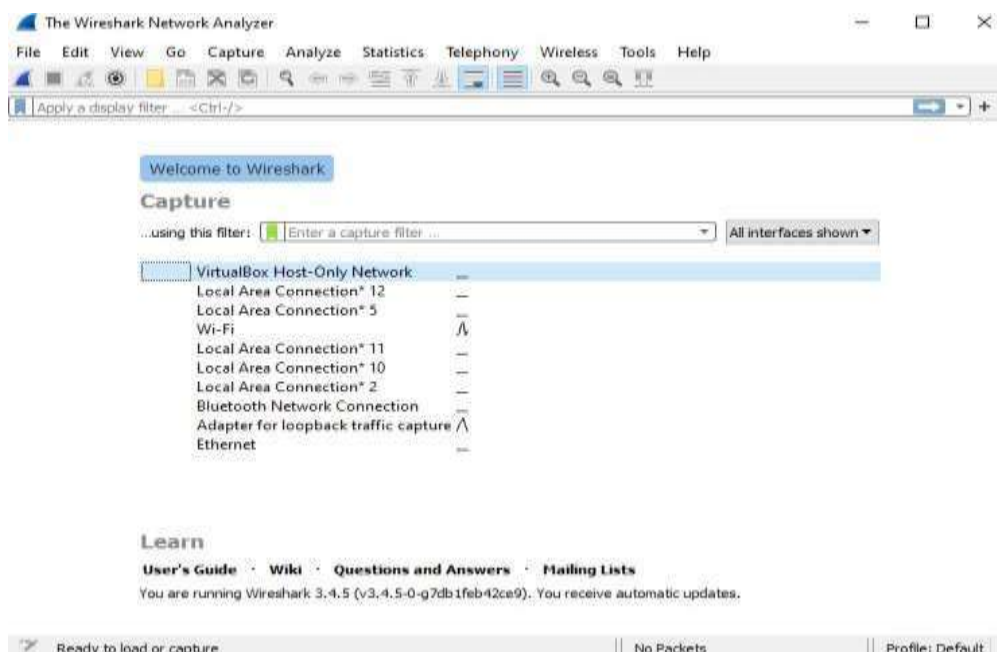 The Wireshark Network Analyzer
File Edit View Go Capture Analyze Statistics Telephony Wireless Tools Help
Apply a display filter ... <Ctrl-/>
Welcome to Wireshark
Capture
...using this filter: Enter a capture filter ... All interfaces shown
VirtualBox Host-Only Network
Local Area Connection* 12
Local Area Connection* 5
Wi-Fi
Local Area Connection* 11
Local Area Connection* 10
Local Area Connection* 2
Bluetooth Network Connection
Adapter for loopback traffic capture
Ethernet
Learn
User's Guide · Wiki · Questions and Answers · Mailing Lists
You are running Wireshark 3.4.5 (v3.4.5-0-g7db1feb42ce9). You receive automatic updates.
Ready to load or capture No Packets Profile: Default